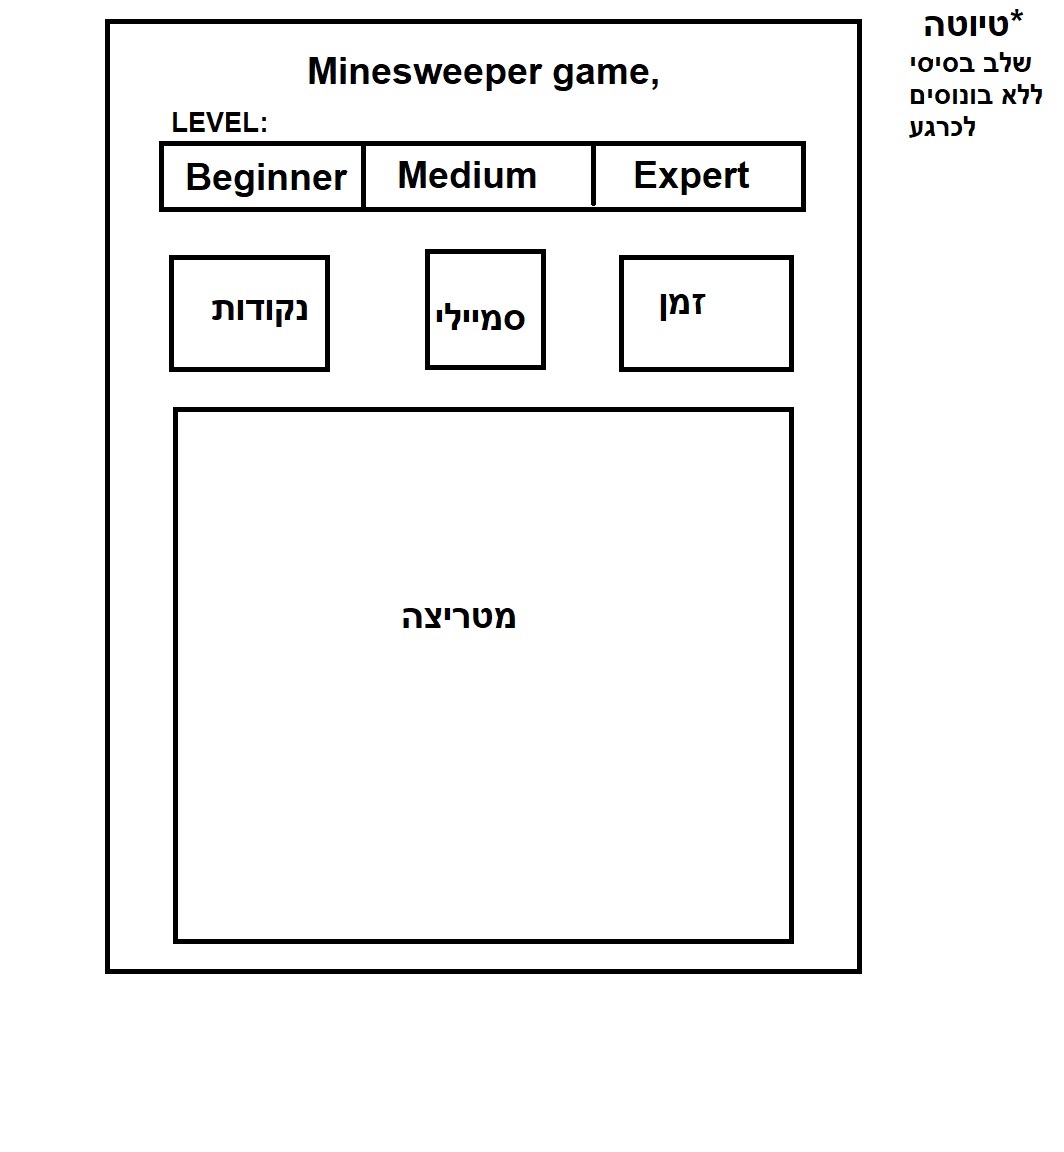 *טיוטה
שלב בסיסי
ללא בונוסים
לכרגע
Minesweeper game,
LEVEL:
Beginner
Medium
Expert
נקודות
סמיילי
זמן
מטריצה